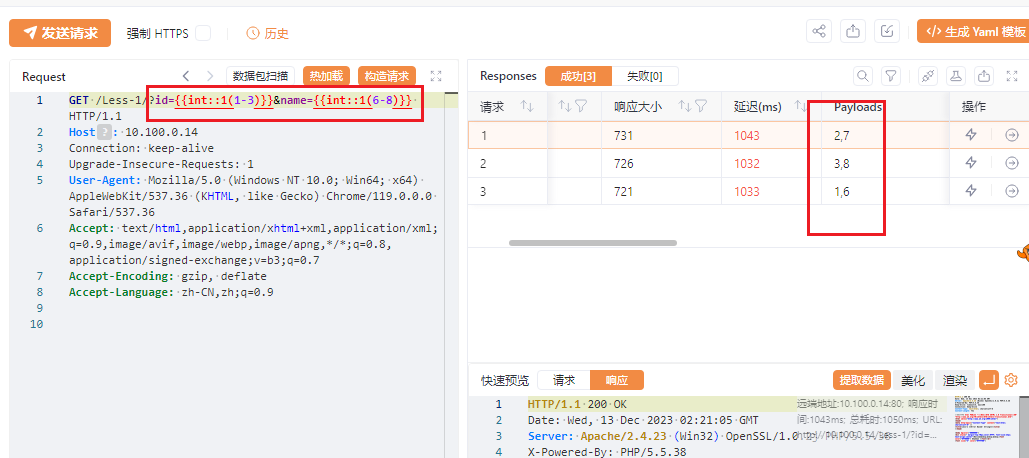 发送请求 强制 HTTPS 历史 生成 Yaml 模板
Request 数据包扫描 热加载 构造请求
1 GET /Less-1/?id={{int::1(1-3)}}&name={{int::1(6-8)}}
HTTP/1.1
2 Host ? : 10.100.0.14
3 Connection: keep-alive
4 Upgrade-Insecure-Requests: 1
5 User-Agent: Mozilla/5.0 (Windows NT 10.0; Win64; x64)
AppleWebKit/537.36 (KHTML, like Gecko) Chrome/119.0.0.0
Safari/537.36
6 Accept: text/html,application/xhtml+xml,application/xml;
q=0.9,image/avif,image/webp,image/apng,*/*;q=0.8,
application/signed-exchange;v=b3;q=0.7
7 Accept-Encoding: gzip, deflate
8 Accept-Language: zh-CN,zh;q=0.9
9
10
Responses 成功[3] 失败[0]
请求 响应大小 延迟(ms) Payloads 操作
1 731 1043 2,7
2 726 1032 3,8
3 721 1033 1,6
快速预览 请求 响应 提取数据 美化 渲染
1 HTTP/1.1 200 OK
2 Date: Wed, 13 Dec 2023 02:21:05 GMT
3 Server: Apache/2.4.23 (Win32) OpenSSL/1.0
4 X-Powered-By: PHP/5.5.38
远端地址:10.100.0.14:80; 响应时
间:1043ms; 总耗时:1050ms; URL: